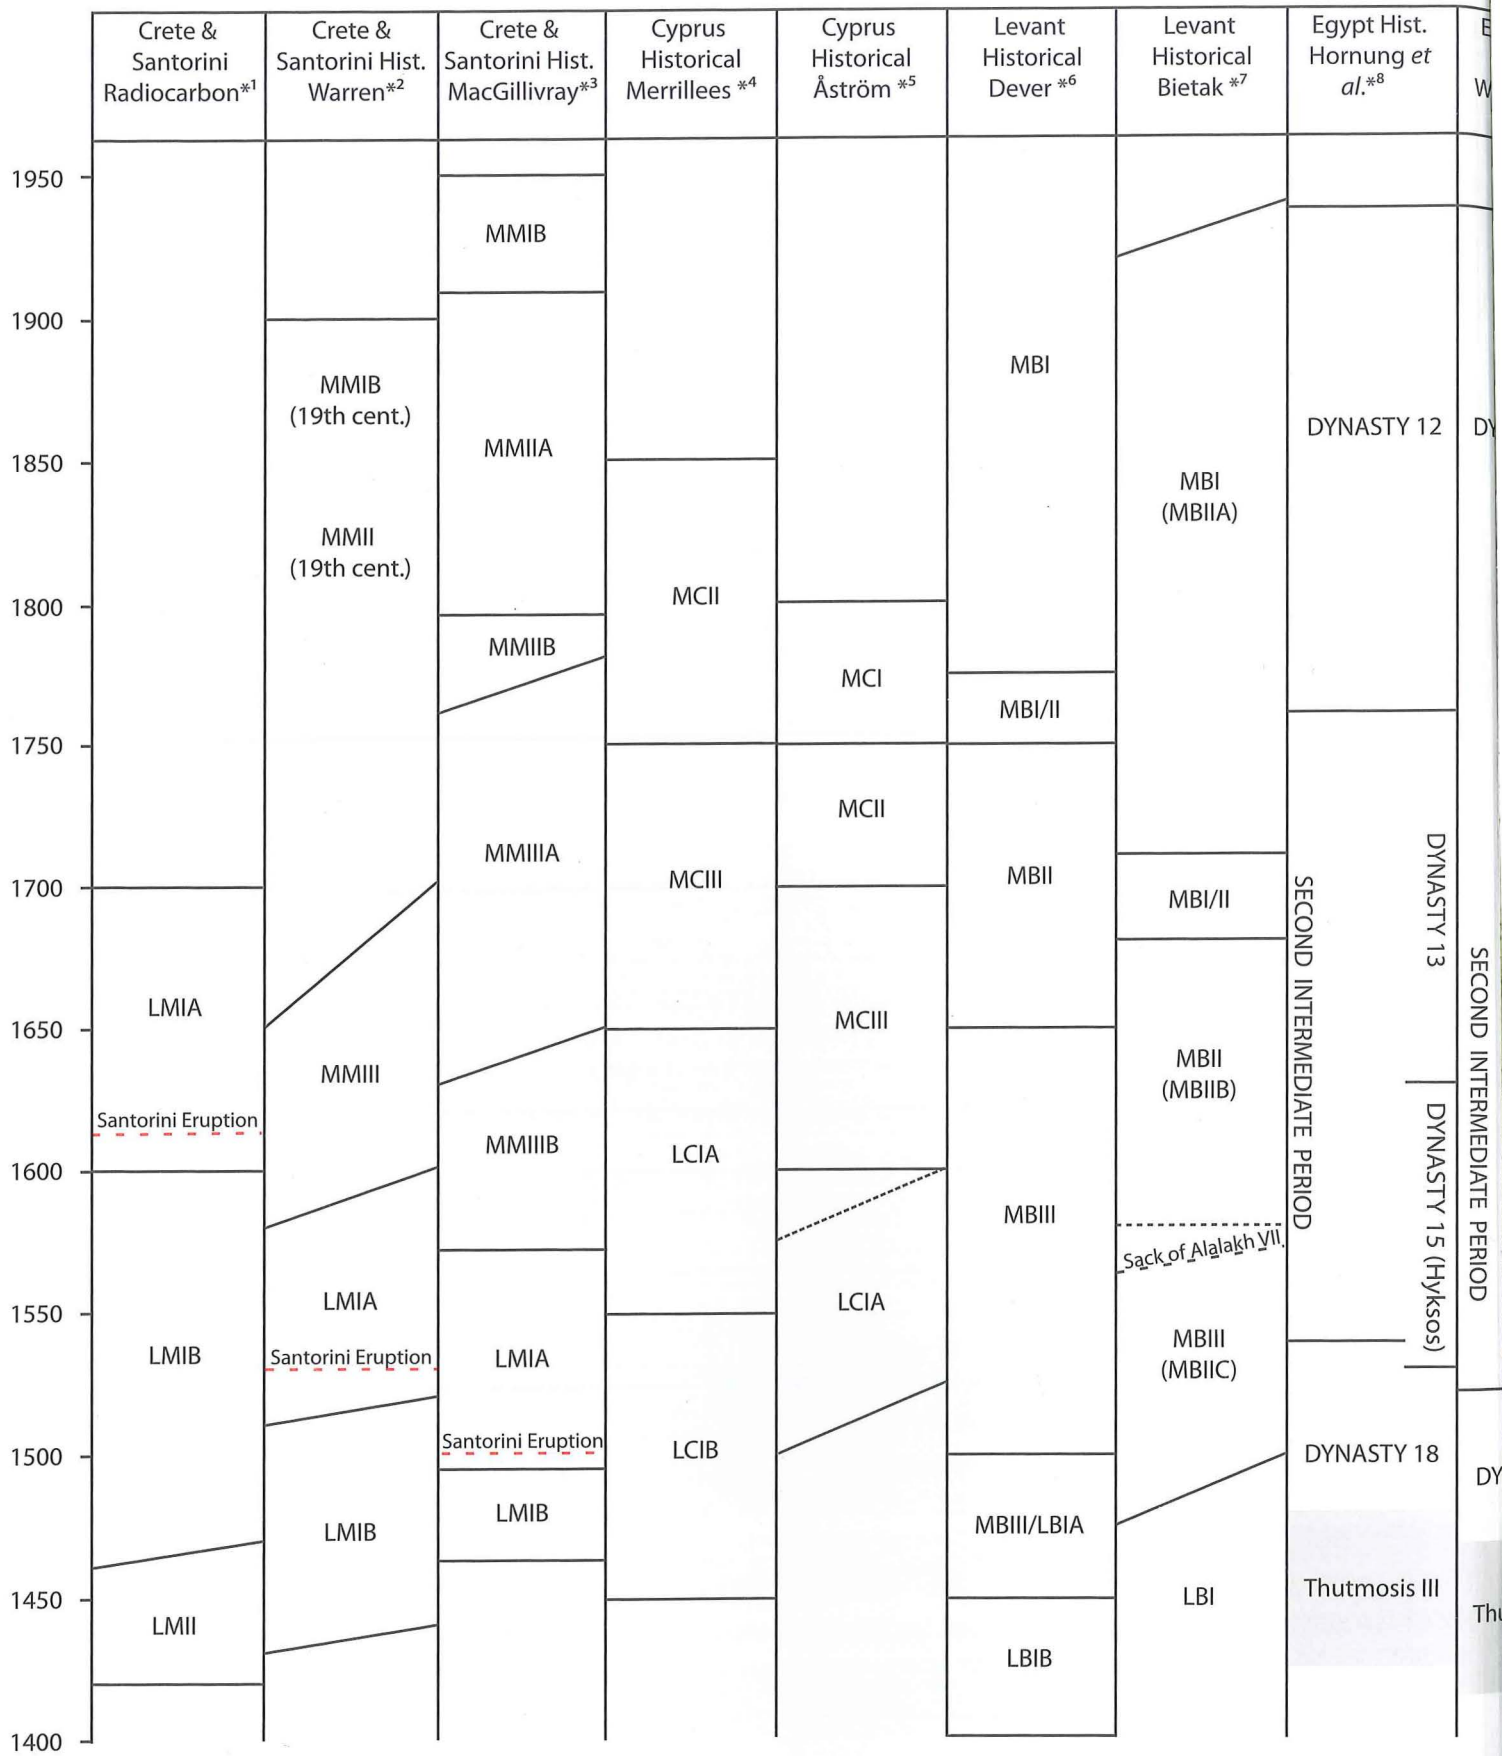 Crete &
Santorini
Radiocarbon*1
Crete &
Santorini Hist.
Warren*2
Crete &
Santorini Hist.
MacGillivray*3
Cyprus
Historical
Merrillees *4
Cyprus
Historical
Åström *5
Levant
Historical
Dever *6
Levant
Historical
Bietak *7
Egypt Hist.
Hornung et
al.*8
1950
1900
1850
1800
1750
1700
1650
1600
1550
1500
1450
1400
LMIA
Santorini Eruption
LMIB
LMII
MMIB
(19th cent.)
MMII
(19th cent.)
MMIII
LMIA
Santorini Eruption
LMIB
MMIB
MMIIA
MMIIB
MMIIIA
MMIIIB
LMIA
Santorini Eruption
LMIB
MCII
MCIII
LCIA
LCIB
MCI
MCII
MCIII
LCIA
MBI
MBI/II
MBII
MBIII
MBIII/LBIA
LBIB
MBI
(MBIIA)
MBI/II
MBII
(MBIIB)
Sack of Alalakh VII
MBIII
(MBIIC)
LBI
DYNASTY 12
SECOND INTERMEDIATE PERIOD
DYNASTY 13
DYNASTY 15 (Hyksos)
DYNASTY 18
Thutmosis III
SECOND INTERMEDIATE PERIOD